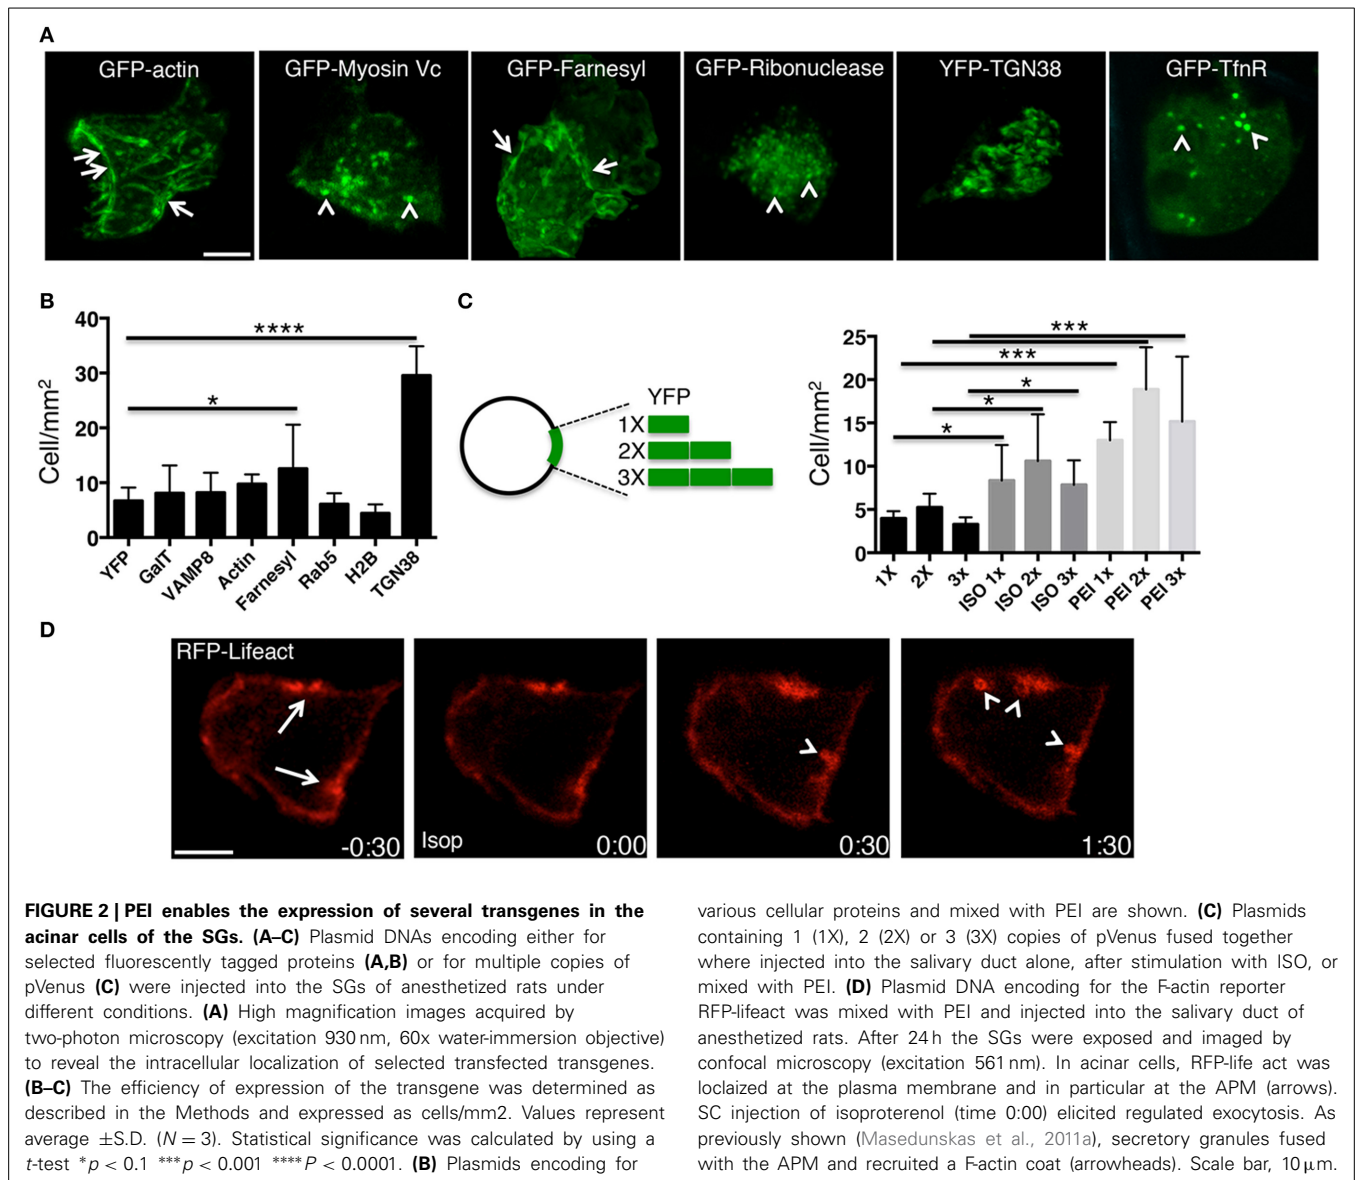 A
GFP-actin
GFP-Myosin Vc
GFP-Farnesyl
GFP-Ribonuclease
YFP-TGN38
GFP-TfnR
B
Cell/mm²
40
30
20
10
0
****
*
YFP
GalT
VAMP8
Actin
Farnesyl
Rab5
H2B
TGN38
C
YFP
1X
2X
3X
Cell/mm²
25
20
15
10
5
0
***
***
*
*
*
1X
2X
3x
ISO 1x
ISO 2x
ISO 3x
PEI 1x
PEI 2x
PEI 3x
D
RFP-Lifeact
-0:30
Isop
0:00
0:30
1:30
FIGURE 2 | PEI enables the expression of several transgenes in the
acinar cells of the SGs. (A–C) Plasmid DNAs encoding either for
selected fluorescently tagged proteins (A,B) or for multiple copies of
pVenus (C) were injected into the SGs of anesthetized rats under
different conditions. (A) High magnification images acquired by
two-photon microscopy (excitation 930 nm, 60x water-immersion objective)
to reveal the intracellular localization of selected transfected transgenes.
(B–C) The efficiency of expression of the transgene was determined as
described in the Methods and expressed as cells/mm2. Values represent
average ±S.D. (N = 3). Statistical significance was calculated by using a
t-test *p < 0.1 ***p < 0.001 ****P < 0.0001. (B) Plasmids encoding for
various cellular proteins and mixed with PEI are shown. (C) Plasmids
containing 1 (1X), 2 (2X) or 3 (3X) copies of pVenus fused together
where injected into the salivary duct alone, after stimulation with ISO, or
mixed with PEI. (D) Plasmid DNA encoding for the F-actin reporter
RFP-lifeact was mixed with PEI and injected into the salivary duct of
anesthetized rats. After 24 h the SGs were exposed and imaged by
confocal microscopy (excitation 561 nm). In acinar cells, RFP-life act was
loclaized at the plasma membrane and in particular at the APM (arrows).
SC injection of isoproterenol (time 0:00) elicited regulated exocytosis. As
previously shown (Masedunskas et al., 2011a), secretory granules fused
with the APM and recruited a F-actin coat (arrowheads). Scale bar, 10 μm.